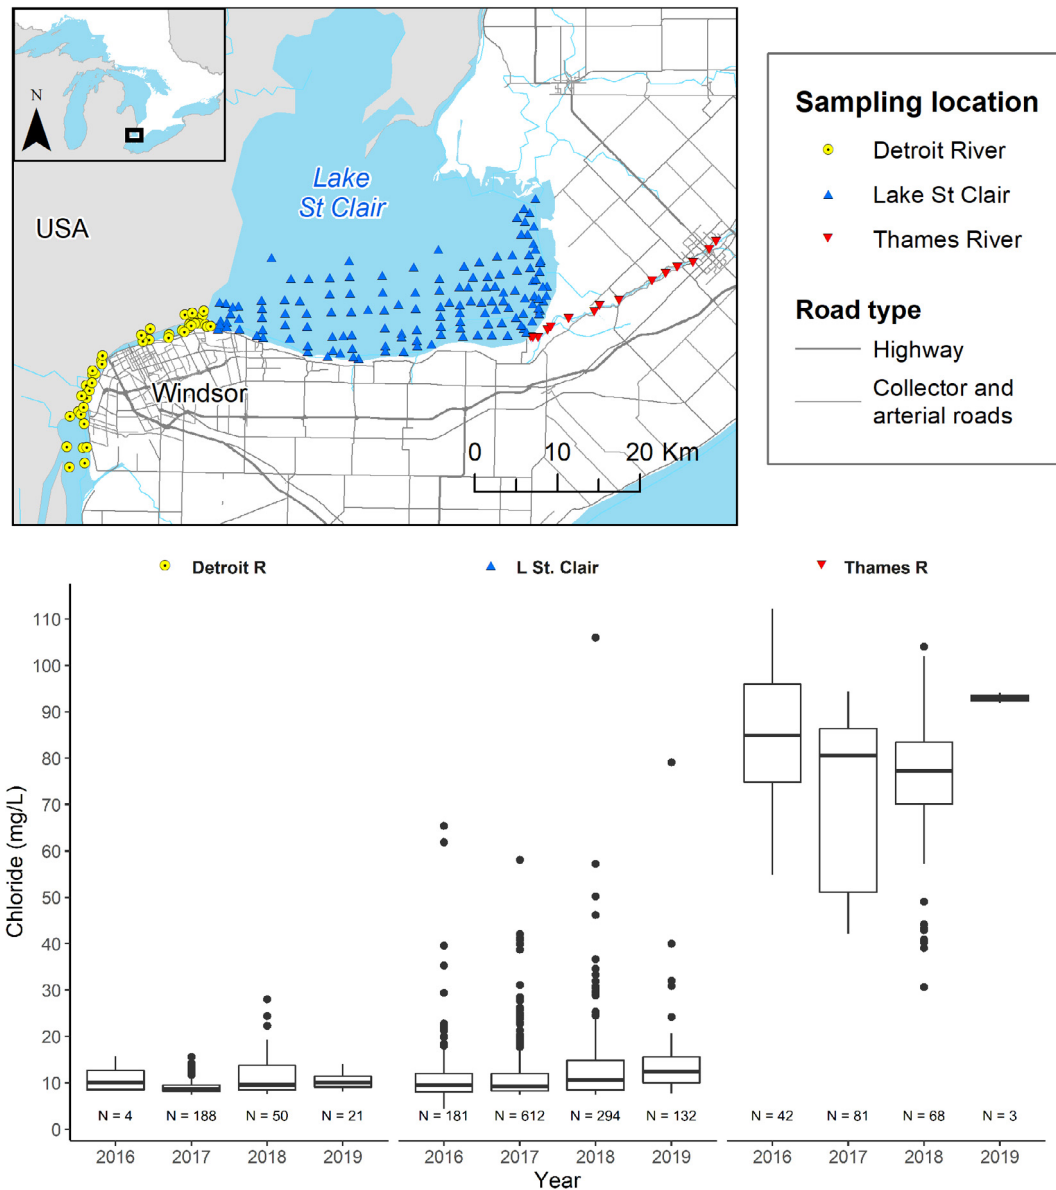 N
USA
Lake
St Clair
Windsor
0 10 20 Km
Sampling location
Detroit River
Lake St Clair
Thames River
Road type
Highway
Collector and
arterial roads
Detroit R
L St. Clair
Thames R
Chloride (mg/L)
110
100
90
80
70
60
50
40
30
20
10
0
N = 4 N = 188 N = 50 N = 21 N = 181 N = 612 N = 294 N = 132 N = 42 N = 81 N = 68 N = 3
2016 2017 2018 2019 2016 2017 2018 2019 2016 2017 2018 2019
Year